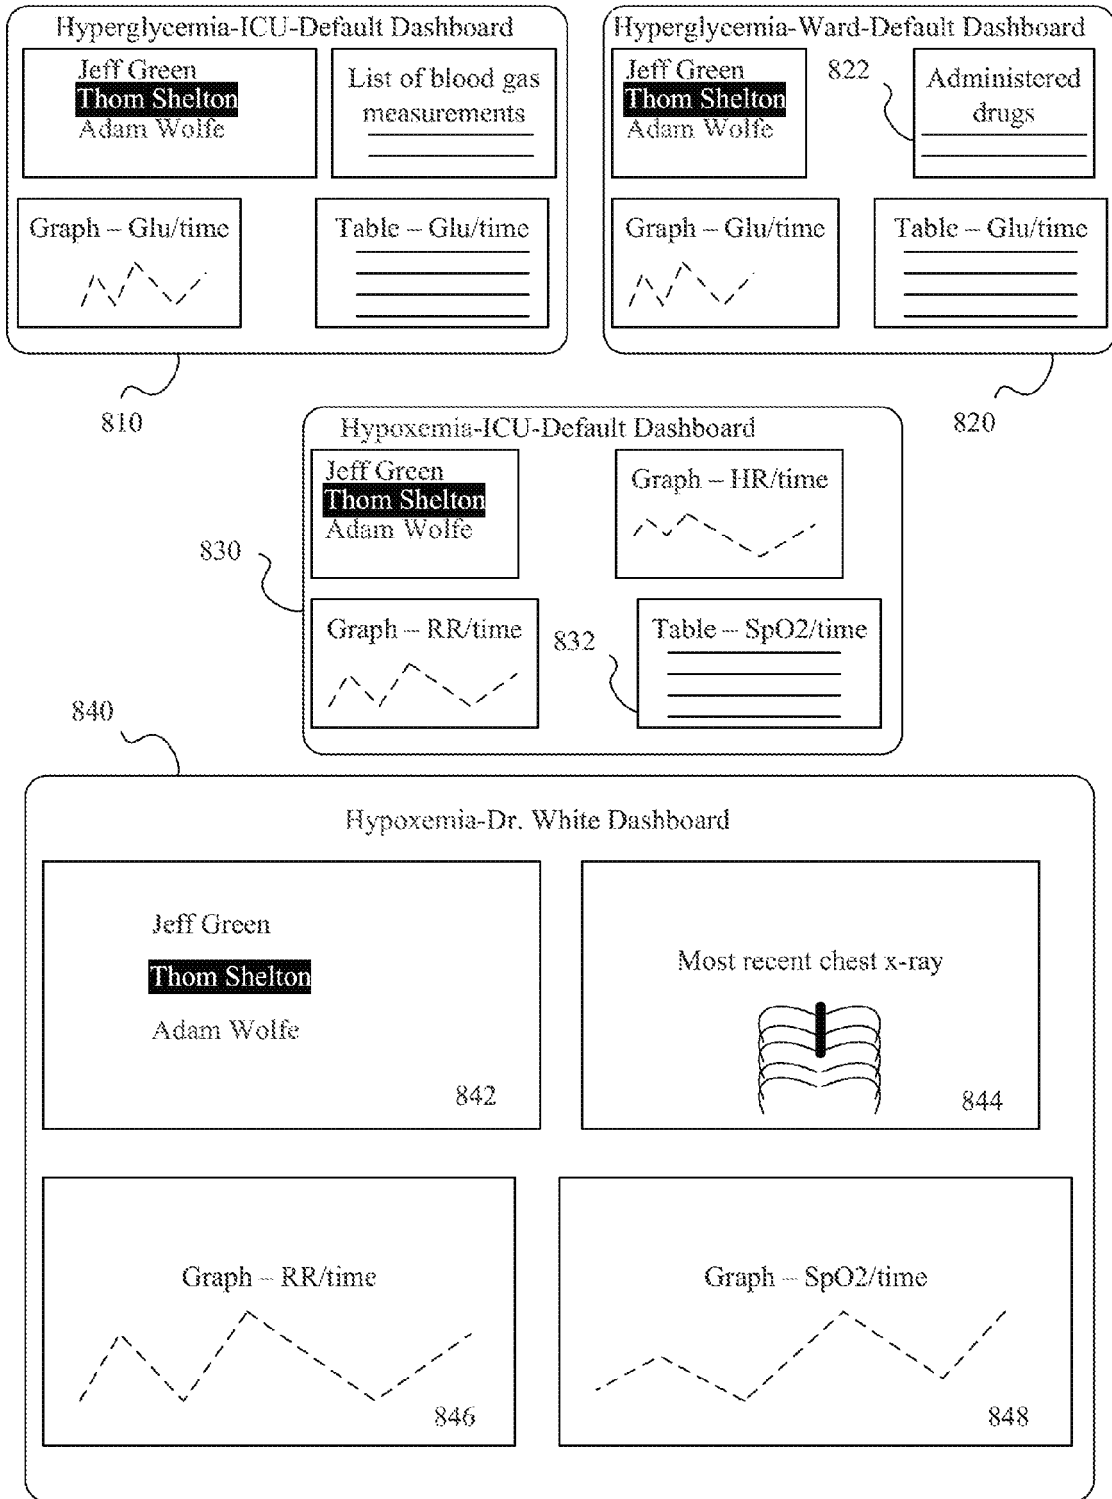 Hyperglycemia-ICU-Default Dashboard
Jeff Green
Thom Shelton
Adam Wolfe
List of blood gas
measurements
Graph – Glu/time
Table – Glu/time
810
Hyperglycemia-Ward-Default Dashboard
Jeff Green
Thom Shelton
Adam Wolfe
822
Administered
drugs
Graph – Glu/time
Table – Glu/time
820
Hypoxemia-ICU-Default Dashboard
Jeff Green
Thom Shelton
Adam Wolfe
Graph – HR/time
830
Graph – RR/time
832
Table – SpO2/time
840
Hypoxemia-Dr. White Dashboard
Jeff Green
Thom Shelton
Adam Wolfe
842
Most recent chest x-ray
844
Graph – RR/time
846
Graph – SpO2/time
848